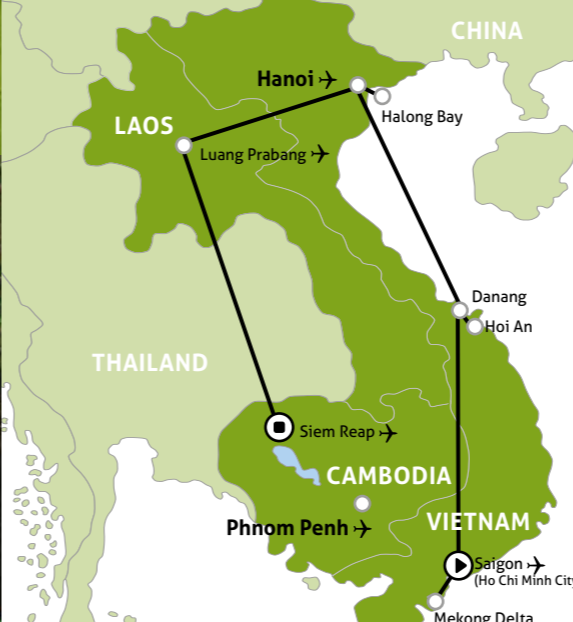 CHINA
Hanoi
Halong Bay
LAOS
Luang Prabang
Danang
Hoi An
THAILAND
Siem Reap
CAMBODIA
Phnom Penh
VIETNAM
Saigon
(Ho Chi Minh City
Mekong Delta